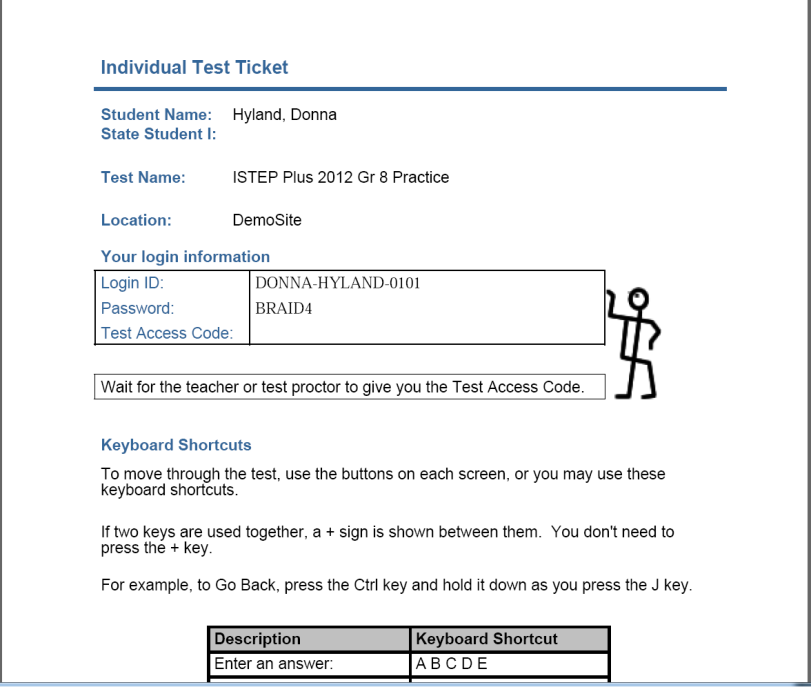 Individual Test Ticket
Student Name: Hyland, Donna
State Student I:
Test Name: ISTEP Plus 2012 Gr 8 Practice
Location: DemoSite
Your login information
Login ID: DONNA-HYLAND-0101
Password: BRAID4
Test Access Code:
Wait for the teacher or test proctor to give you the Test Access Code.
Keyboard Shortcuts
To move through the test, use the buttons on each screen, or you may use these
keyboard shortcuts.
If two keys are used together, a + sign is shown between them. You don't need to
press the + key.
For example, to Go Back, press the Ctrl key and hold it down as you press the J key.
Description Keyboard Shortcut
Enter an answer: A B C D E